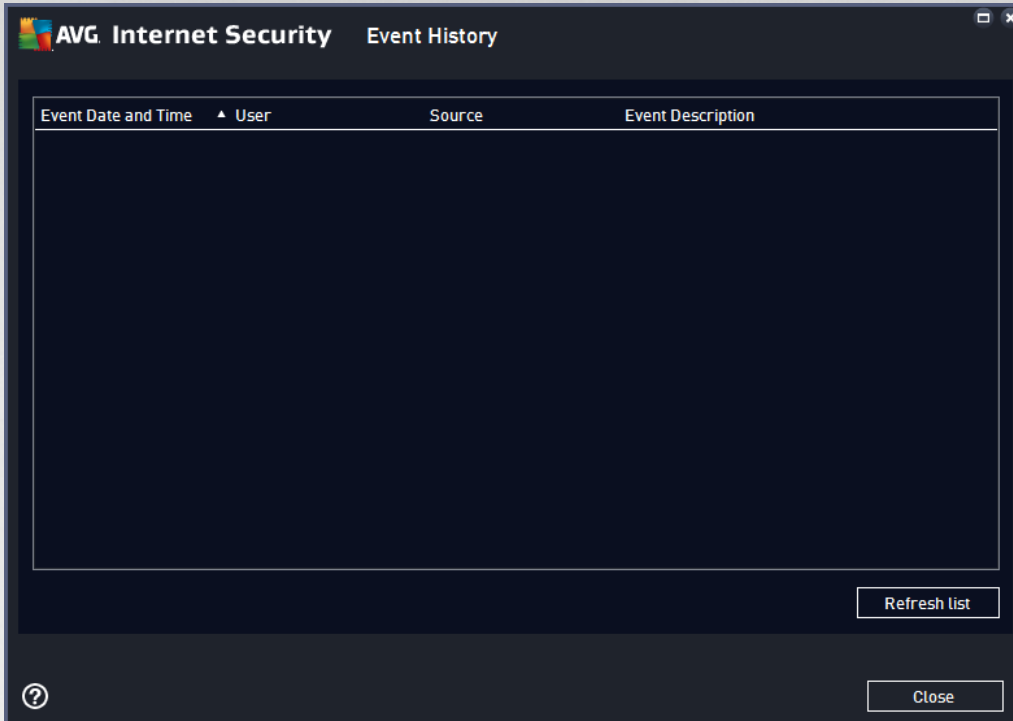 AVG. Internet Security Event History
Event Date and Time ▲ User Source Event Description
Refresh list
?
Close